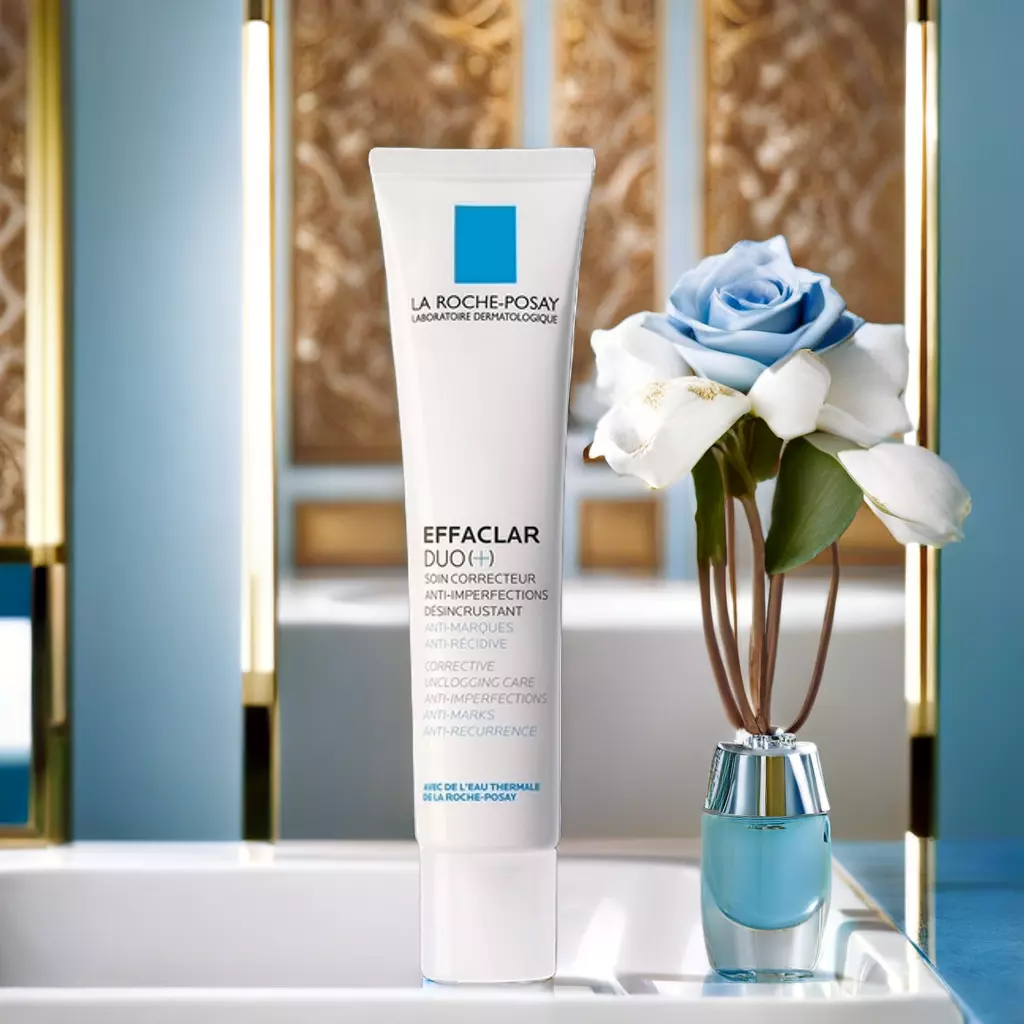 LA ROCHE-POSAY
LABORATOIRE DERMATOLOGIQUE
EFFACLAR
DUO(+)
SOIN CORRECTEUR
ANTI-IMPERFECTIONS
DÉSINCRUSTANT
ANTI-MARQUES
ANTI-RÉCIDIVE
CORRECTIVE
UNCLOGGING CARE
ANTI-IMPERFECTIONS
ANTI-MARKS
ANTI-RECURRENCE
AVEC DE L'EAU THERMALE
DE LA ROCHE-POSAY